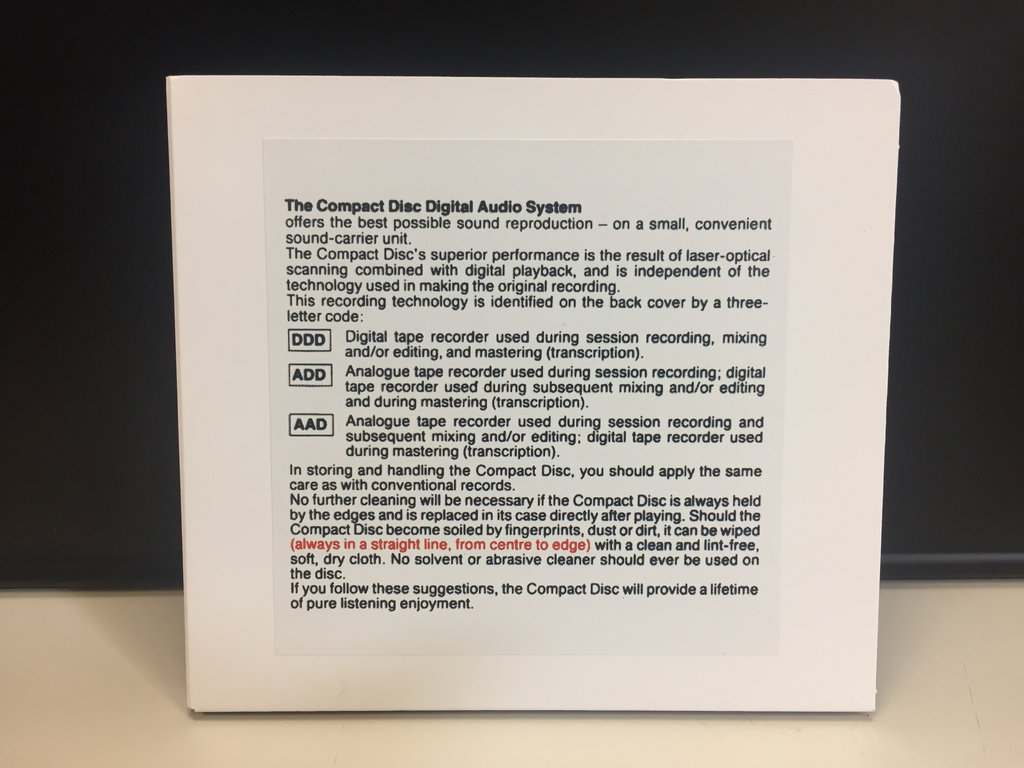 The Compact Disc Digital Audio System
offers the best possible sound reproduction – on a small, convenient
sound-carrier unit.
The Compact Disc's superior performance is the result of laser-optical
scanning combined with digital playback, and is independent of the
technology used in making the original recording.
This recording technology is identified on the back cover by a three-
letter code:
DDD Digital tape recorder used during session recording, mixing
and/or editing, and mastering (transcription).
ADD Analogue tape recorder used during session recording; digital
tape recorder used during subsequent mixing and/or editing
and during mastering (transcription).
AAD Analogue tape recorder used during session recording and
subsequent mixing and/or editing; digital tape recorder used
during mastering (transcription).
In storing and handling the Compact Disc, you should apply the same
care as with conventional records.
No further cleaning will be necessary if the Compact Disc is always held
by the edges and is replaced in its case directly after playing. Should the
Compact Disc become soiled by fingerprints, dust or dirt, it can be wiped
(always in a straight line, from centre to edge) with a clean and lint-free,
soft, dry cloth. No solvent or abrasive cleaner should ever be used on
the disc.
If you follow these suggestions, the Compact Disc will provide a lifetime
of pure listening enjoyment.